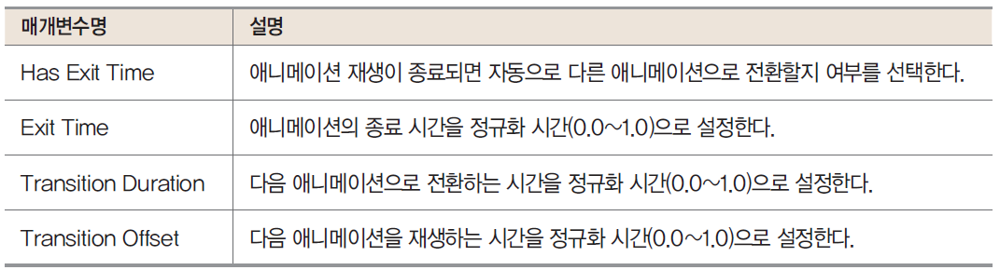 매개변수명 설명
Has Exit Time 애니메이션 재생이 종료되면 자동으로 다른 애니메이션으로 전환할지 여부를 선택한다.
Exit Time 애니메이션의 종료 시간을 정규화 시간(0.0~1.0)으로 설정한다.
Transition Duration 다음 애니메이션으로 전환하는 시간을 정규화 시간(0.0~1.0)으로 설정한다.
Transition Offset 다음 애니메이션을 재생하는 시간을 정규화 시간(0.0~1.0)으로 설정한다.